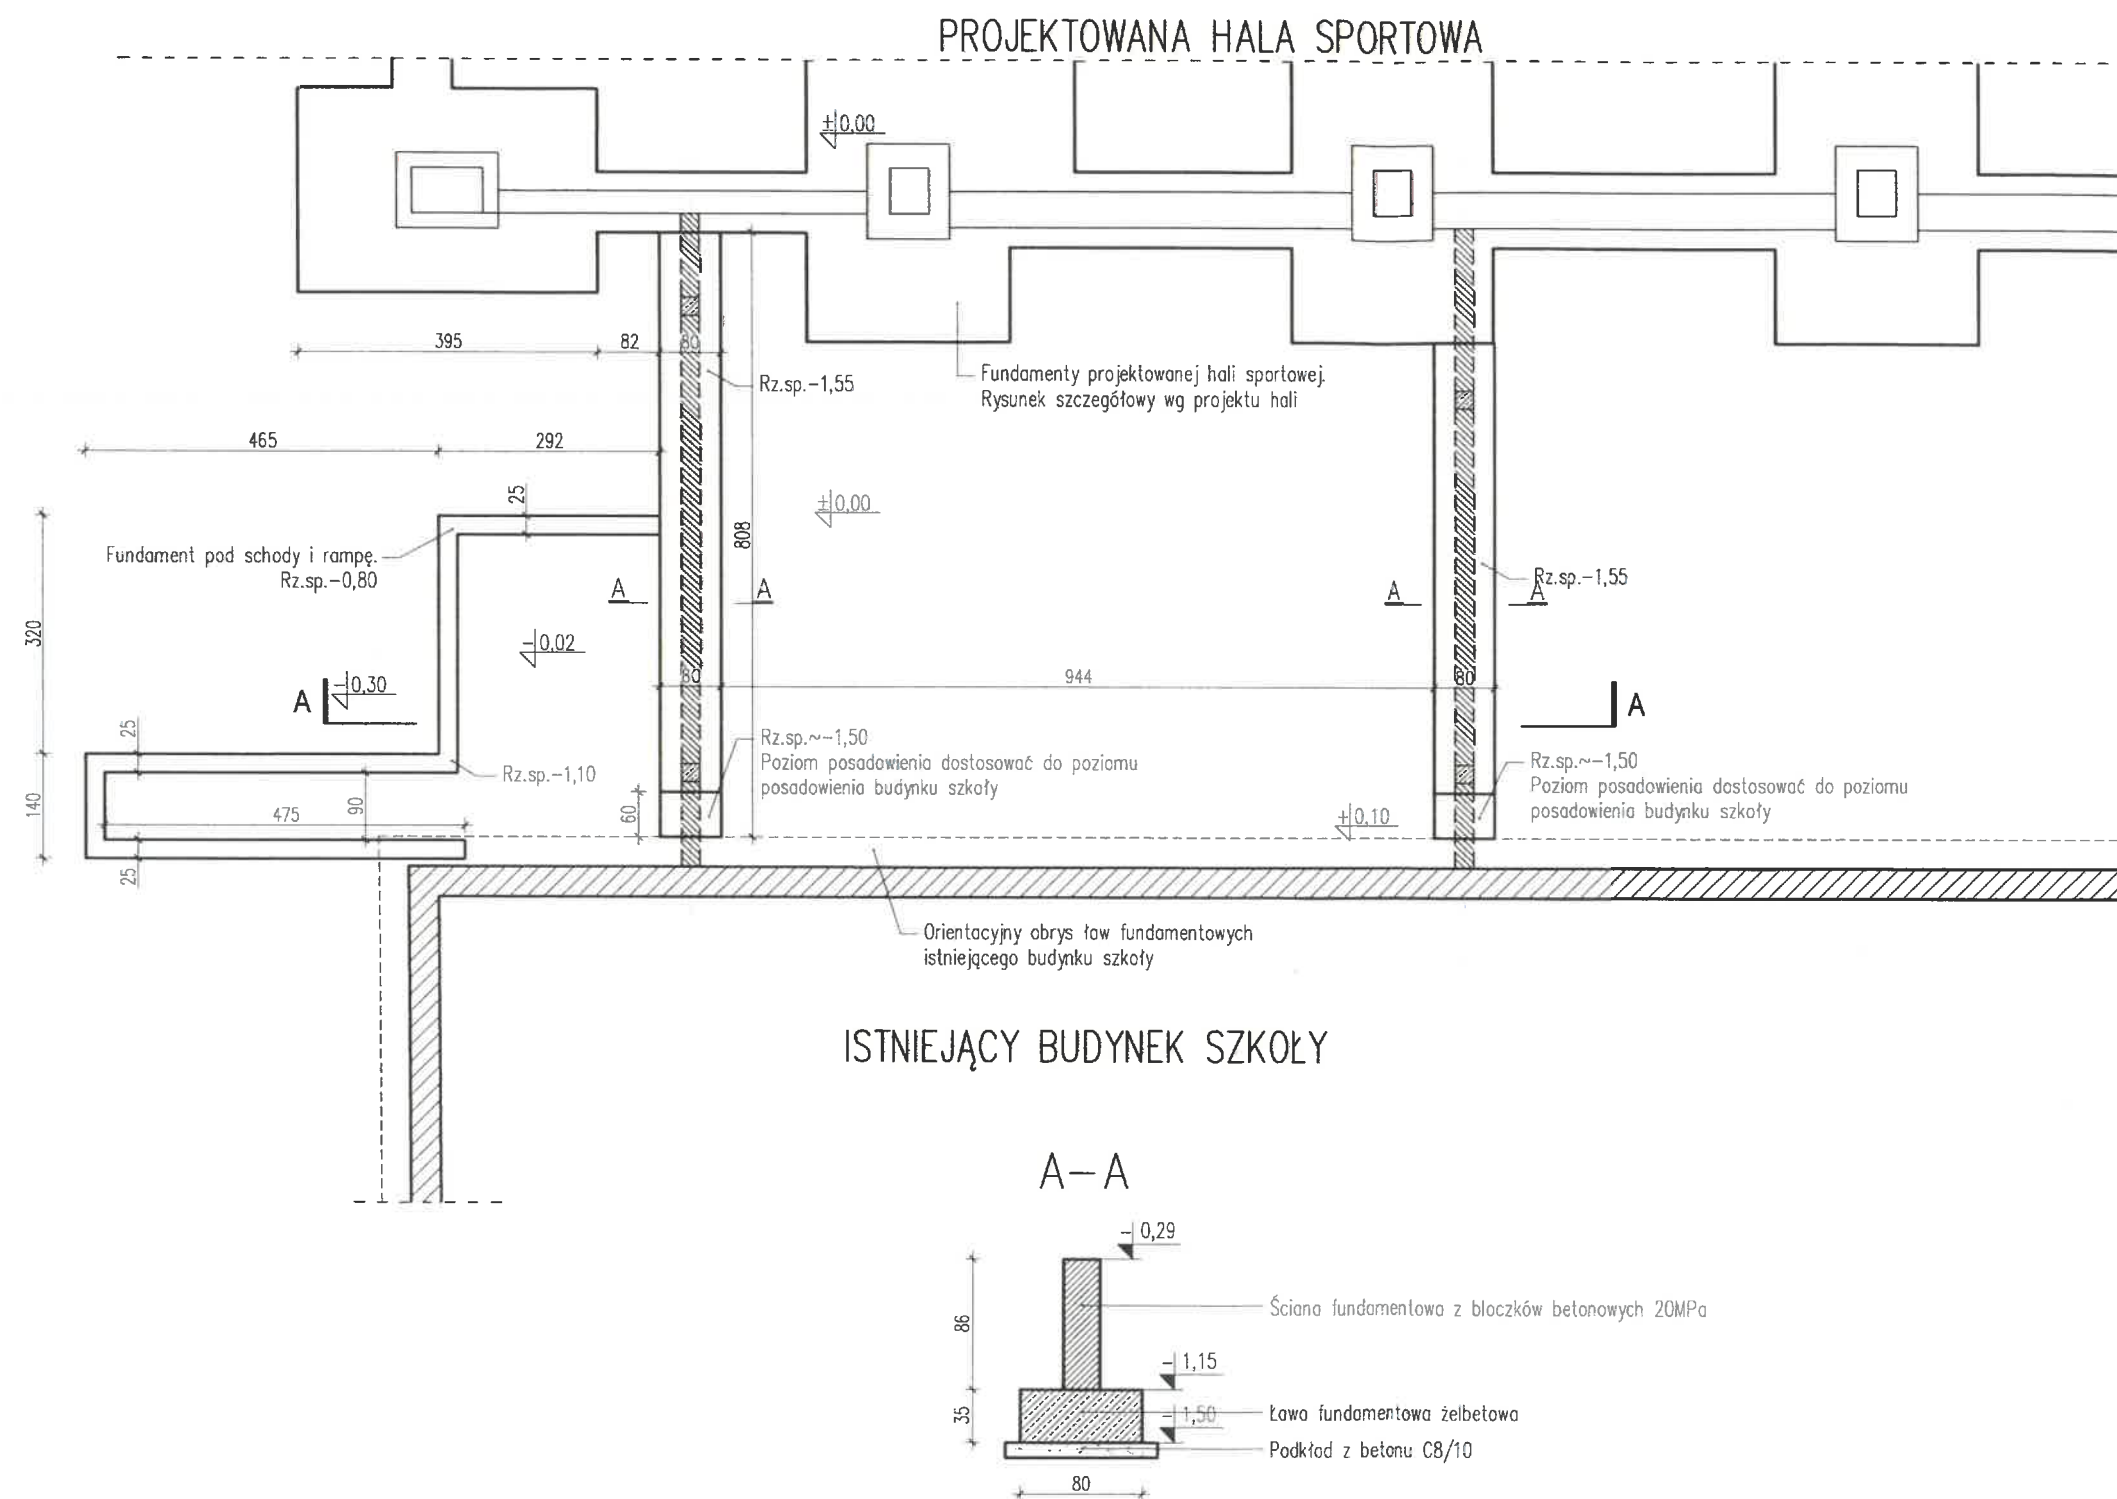 PROJEKTOWANA HALA SPORTOWA
±0,00
395
82
80
Rz.sp.-1,55
Fundamenty projektowanej hali sportowej.
Rysunek szczegółowy wg projektu hali
465
292
25
±0,00
808
Fundament pod schody i rampę.
Rz.sp.-0,80
A
A
A
A
Rz.sp.-1,55
320
-0,02
80
944
80
A
-0,30
A
25
Rz.sp.-1,10
Rz.sp.~-1,50
Poziom posadowienia dostosować do poziomu
posadowienia budynku szkoły
Rz.sp.~-1,50
Poziom posadowienia dostosować do poziomu
posadowienia budynku szkoły
140
475
90
60
+0,10
25
Orientacyjny obrys ław fundamentowych
istniejącego budynku szkoły
ISTNIEJĄCY BUDYNEK SZKOŁY
A-A
-0,29
86
Ściana fundamentowa z bloczków betonowych 20MPa
-1,15
35
-1,50
Ława fundamentowa żelbetowa
Podkład z betonu C8/10
80